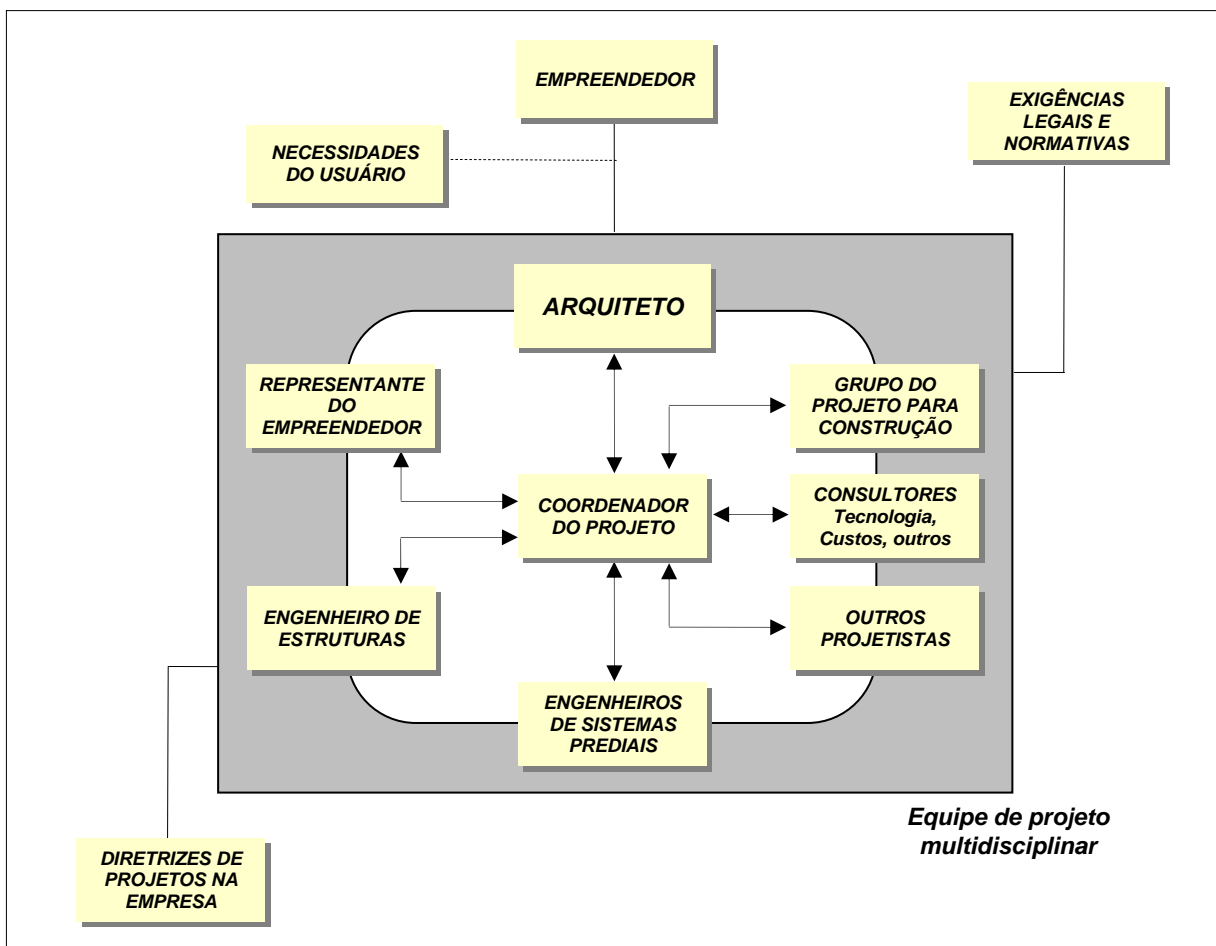 EMPREENDEDOR
EXIGÊNCIAS
LEGAIS E
NORMATIVAS
NECESSIDADES
DO USUÁRIO
ARQUITETO
REPRESENTANTE
DO
EMPREENDEDOR
GRUPO DO
PROJETO PARA
CONSTRUÇÃO
COORDENADOR
DO PROJETO
CONSULTORES
Tecnologia,
Custos, outros
ENGENHEIRO DE
ESTRUTURAS
OUTROS
PROJETISTAS
ENGENHEIROS
DE SISTEMAS
PREDIAIS
Equipe de projeto
multidisciplinar
DIRETRIZES DE
PROJETOS NA
EMPRESA